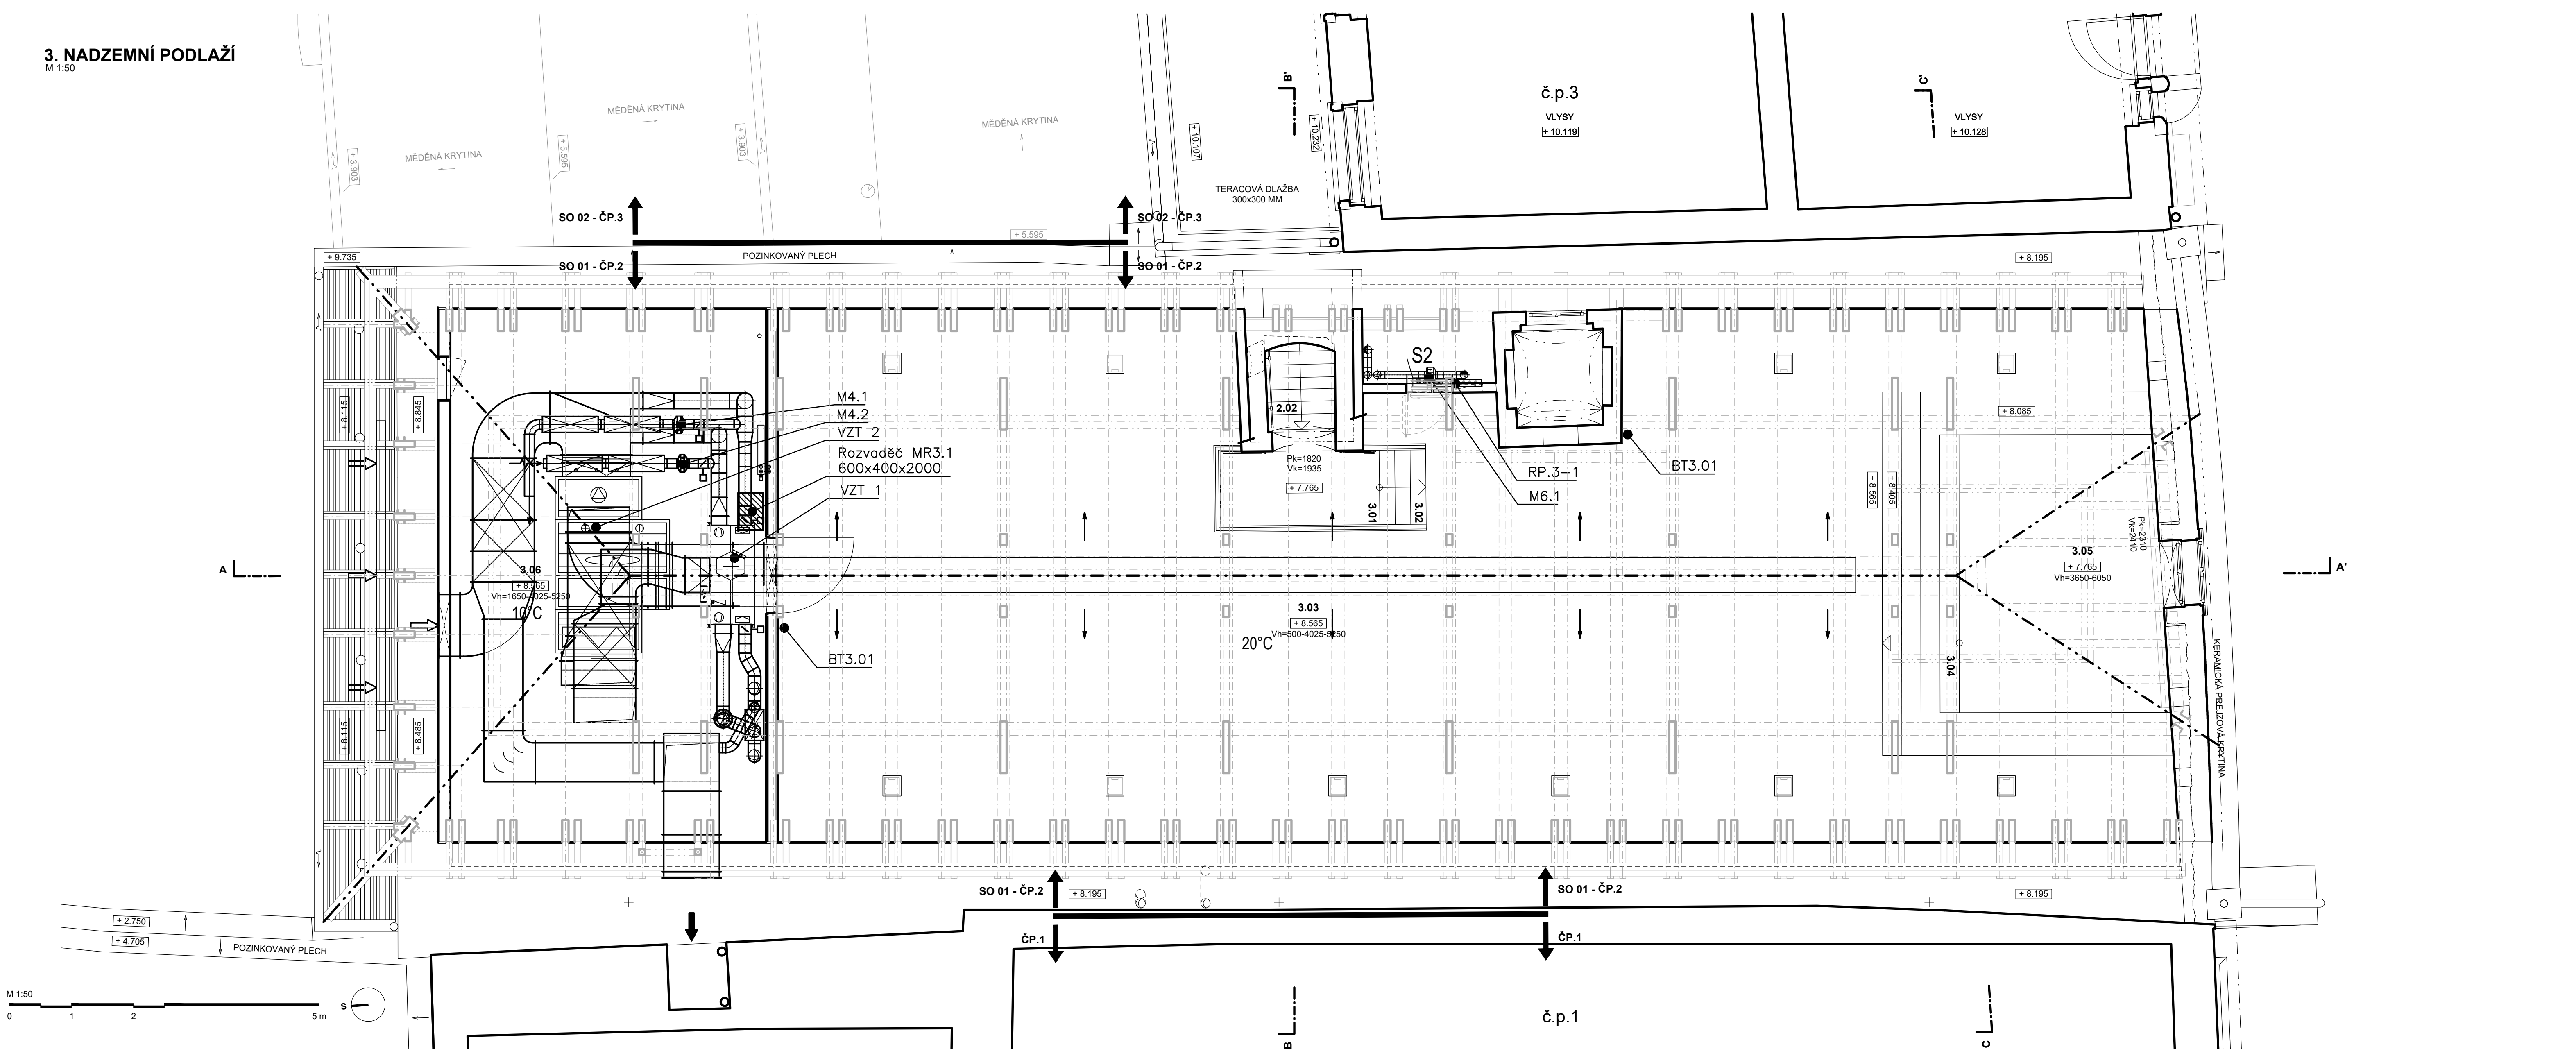 3. NADZEMNÍ PODLAŽÍ
M 1:50
MĚDĚNÁ KRYTINA
MĚDĚNÁ KRYTINA
MĚDĚNÁ KRYTINA
+ 3.903
+ 5.595
+ 3.903
+ 10.107
+ 10.232
B'
č.p.3
VLYSY
+ 10.119
C'
VLYSY
+ 10.128
TERACOVÁ DLAŽBA
300x300 MM
SO 02 - ČP.3
SO 02 - ČP.3
+ 5.595
+ 9.735
POZINKOVANÝ PLECH
SO 01 - ČP.2
SO 01 - ČP.2
+ 8.195
+ 8.115
+ 8.845
M4.1
M4.2
VZT 2
Rozvaděč MR3.1
600x400x2000
VZT 1
S2
2.02
Pk=1820
Vk=1935
+ 7.765
3.01
3.02
RP.3-1
M6.1
BT3.01
+ 8.085
+ 8.565
+ 8.405
Pk=2310
Vk=2410
3.05
+ 7.765
Vh=3650-6050
A
A'
3.06
+ 8.565
Vh=1650-4025-5250
10°C
3.03
+ 8.565
Vh=500-4025-5250
20°C
BT3.01
3.04
KERAMICKÁ PREJZOVÁ KRYTINA
+ 8.115
+ 8.485
SO 01 - ČP.2
+ 8.195
SO 01 - ČP.2
+ 8.195
+ 2.750
+ 4.705
POZINKOVANÝ PLECH
ČP.1
ČP.1
M 1:50
0 1 2 5 m
S
B
č.p.1
C